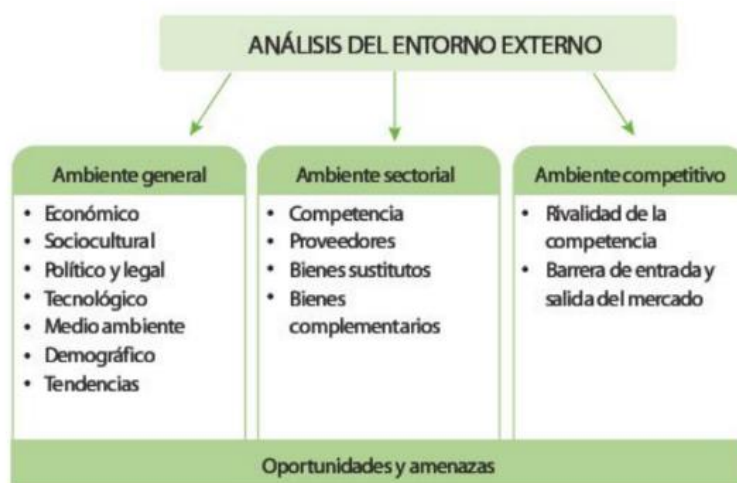 ANÁLISIS DEL ENTORNO EXTERNO
Ambiente general
• Económico
• Sociocultural
• Político y legal
• Tecnológico
• Medio ambiente
• Demográfico
• Tendencias
Ambiente sectorial
• Competencia
• Proveedores
• Bienes sustitutos
• Bienes
complementarios
Ambiente competitivo
• Rivalidad de la
competencia
• Barrera de entrada y
salida del mercado
Oportunidades y amenazas